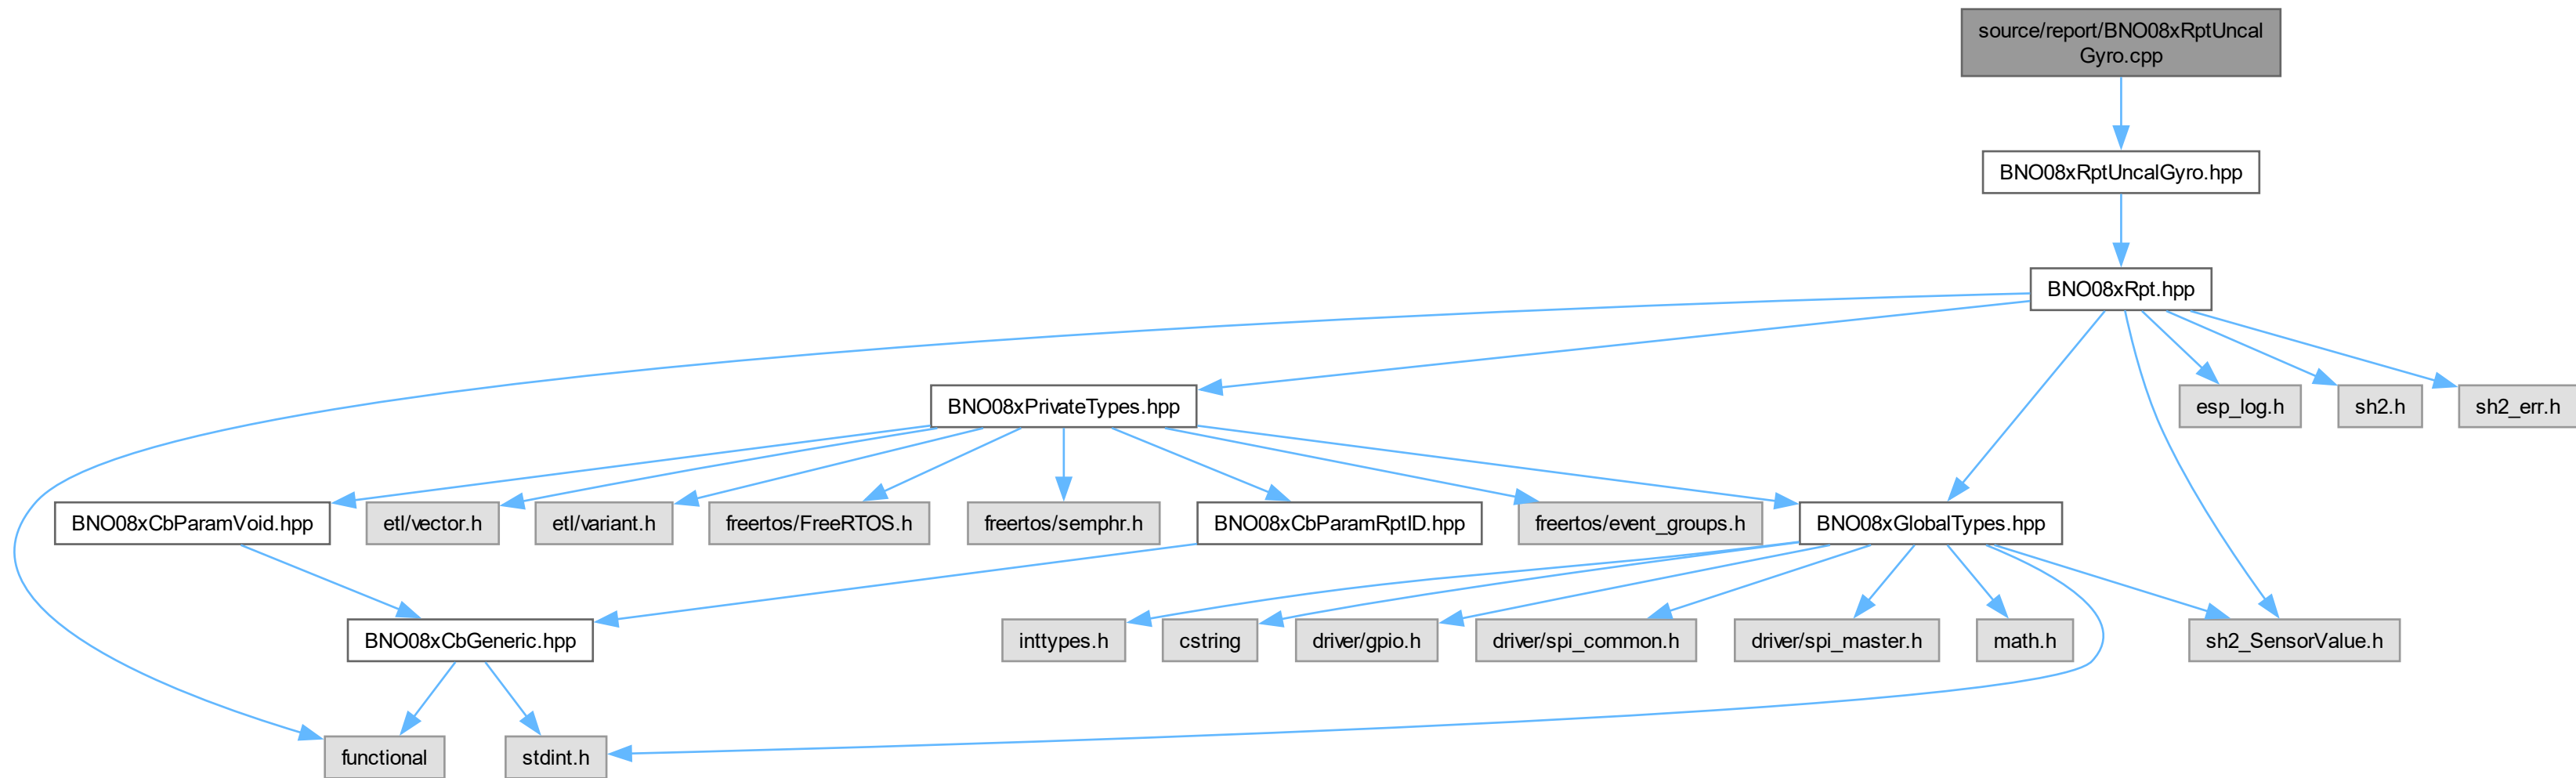 source/report/BNO08xRptUncal
Gyro.cpp
BNO08xRptUncalGyro.hpp
BNO08xRpt.hpp
BNO08xPrivateTypes.hpp
esp_log.h
sh2.h
sh2_err.h
BNO08xCbParamVoid.hpp
etl/vector.h
etl/variant.h
freertos/FreeRTOS.h
freertos/semphr.h
BNO08xCbParamRptID.hpp
freertos/event_groups.h
BNO08xGlobalTypes.hpp
BNO08xCbGeneric.hpp
inttypes.h
cstring
driver/gpio.h
driver/spi_common.h
driver/spi_master.h
math.h
sh2_SensorValue.h
functional
stdint.h